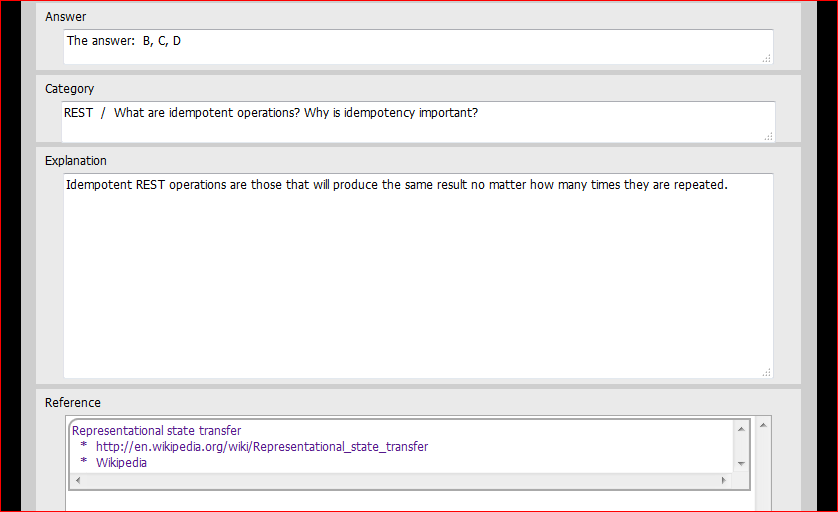 Answer
The answer:  B, C, D
Category
REST  /  What are idempotent operations? Why is idempotency important?
Explanation
Idempotent REST operations are those that will produce the same result no matter how many times they are repeated.
Reference
Representational state transfer
* http://en.wikipedia.org/wiki/Representational_state_transfer
* Wikipedia